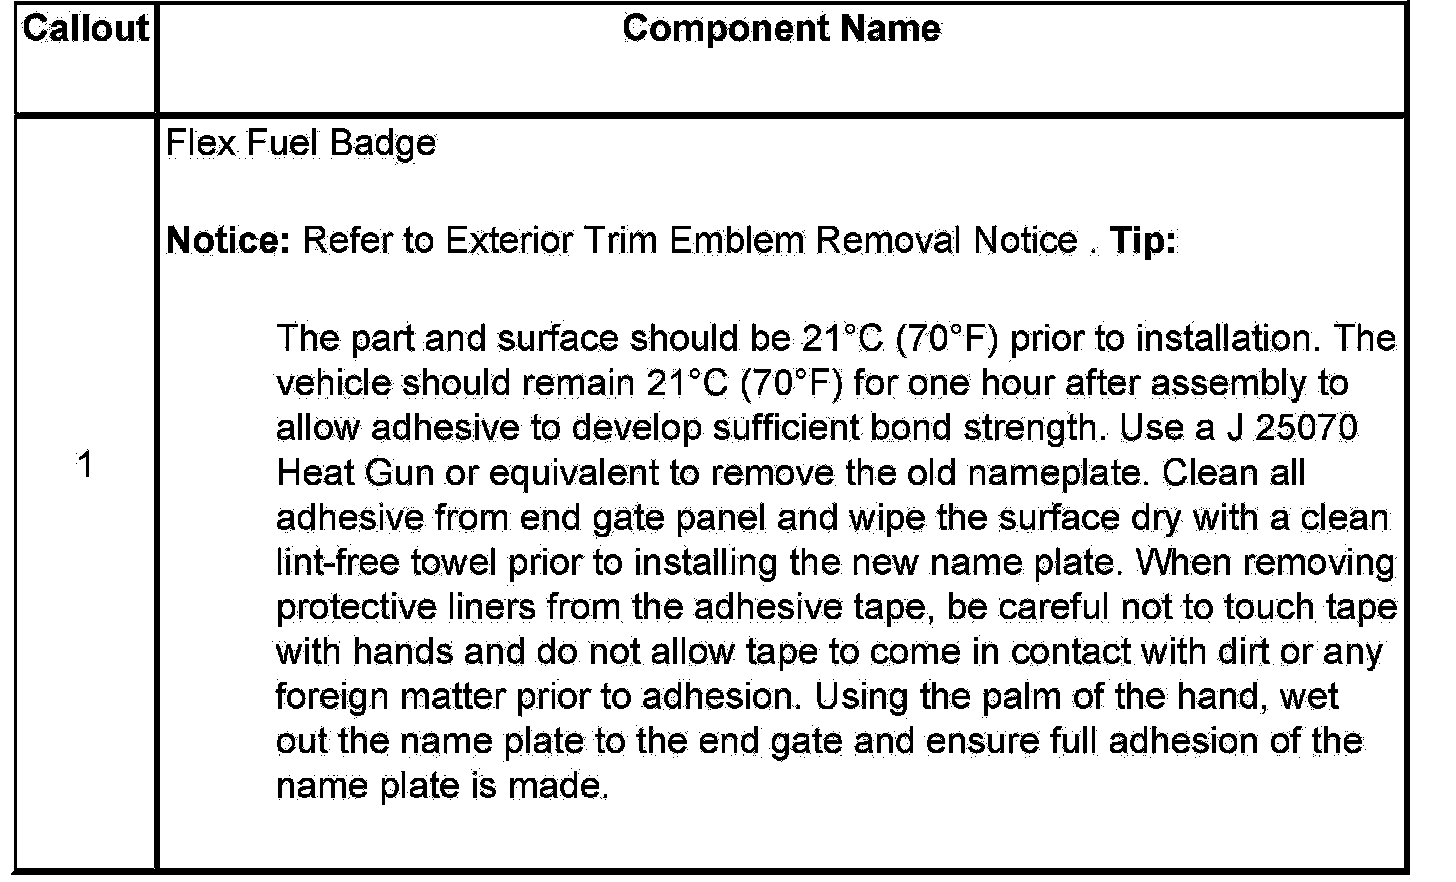 Callout
Component Name
Flex Fuel Badge
Notice: Refer to Exterior Trim Emblem Removal Notice . Tip:
1
The part and surface should be 21°C (70°F) prior to installation. The
vehicle should remain 21°C (70°F) for one hour after assembly to
allow adhesive to develop sufficient bond strength. Use a J 25070
Heat Gun or equivalent to remove the old nameplate. Clean all
adhesive from end gate panel and wipe the surface dry with a clean
lint-free towel prior to installing the new name plate. When removing
protective liners from the adhesive tape, be careful not to touch tape
with hands and do not allow tape to come in contact with dirt or any
foreign matter prior to adhesion. Using the palm of the hand, wet
out the name plate to the end gate and ensure full adhesion of the
name plate is made.